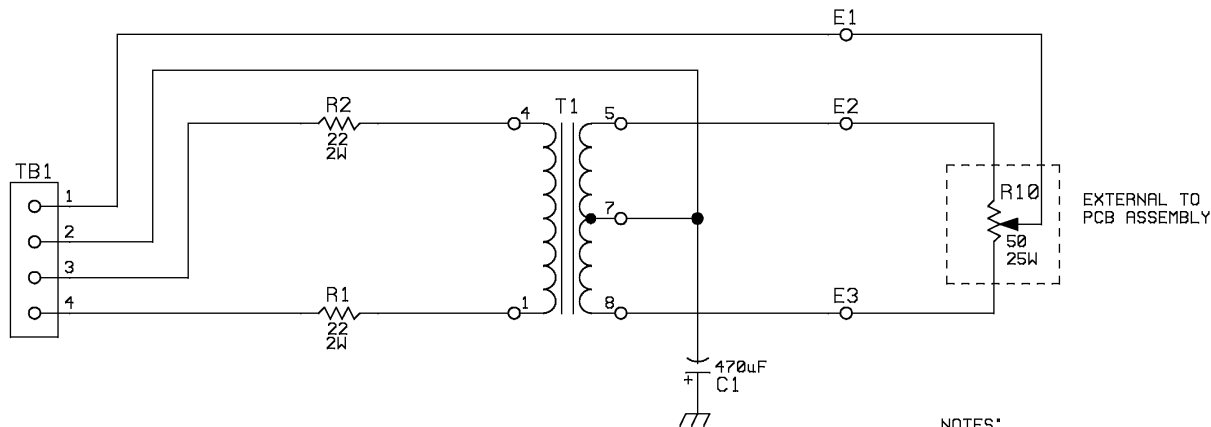 E1
R2
22
2W
4
T1
5
E2
TB1
1
2
3
4
7
R10
50
25W
EXTERNAL TO
PCB ASSEMBLY
R1
22
2W
1
8
E3
470uF
+
C1
NOTES: